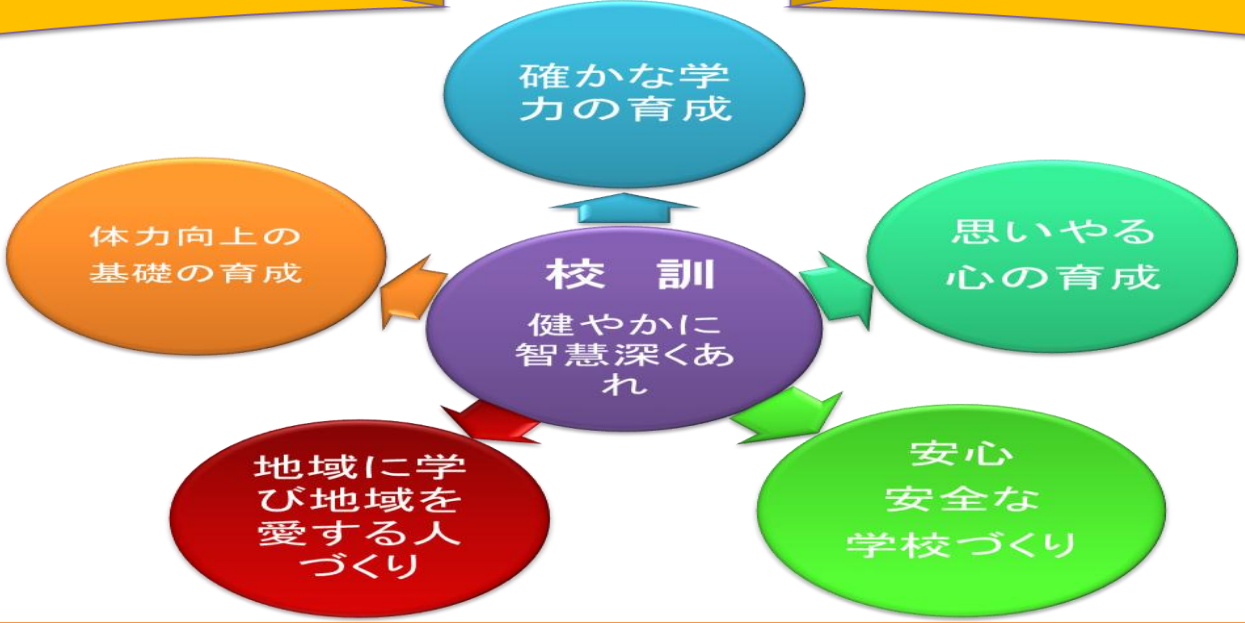 確かな学
力の育成
体力向上の
基礎の育成
思いやる
心の育成
校　訓
健やかに
智慧深くあ
れ
地域に学
び地域を
愛する人
づくり
安心
安全な
学校づくり